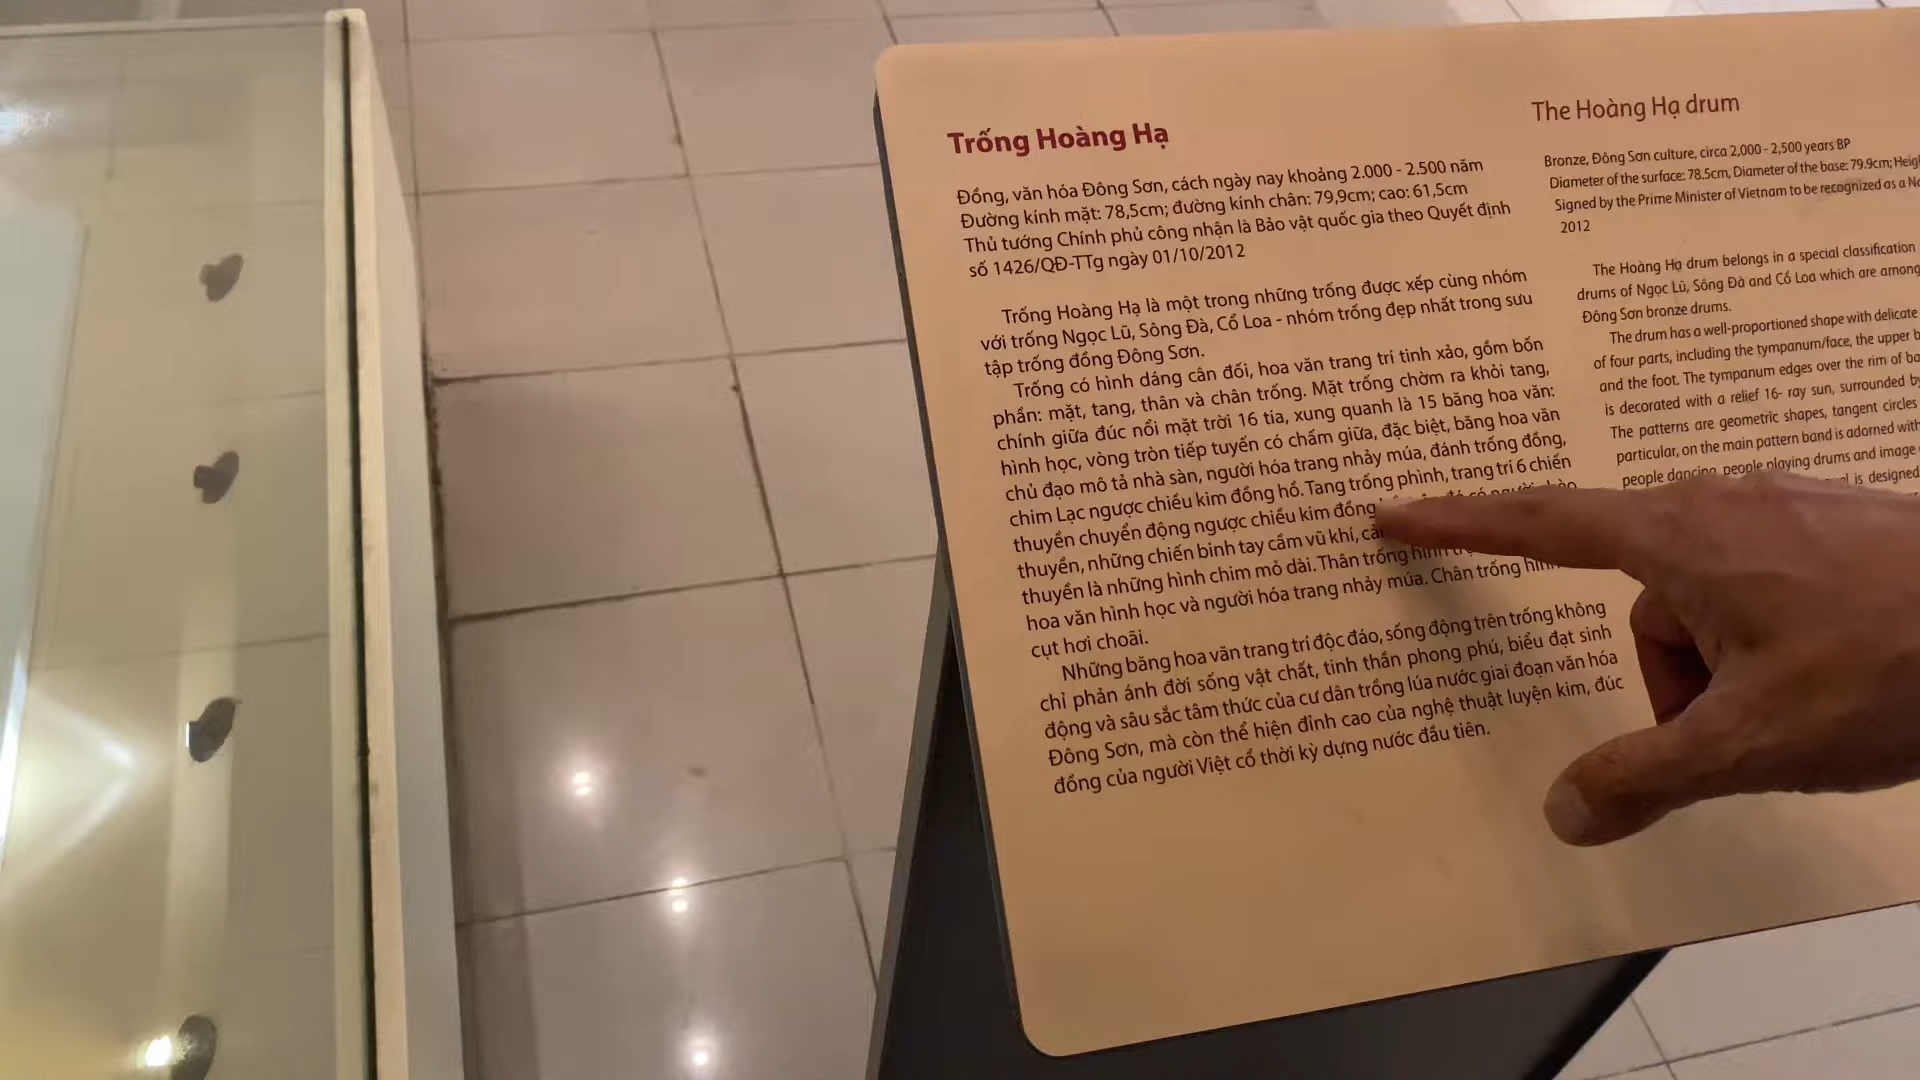 Trống Hoàng Hạ
Đồng, văn hóa Đông Sơn, cách ngày nay khoảng 2.000 - 2.500 năm
Đường kính mặt: 78,5cm; đường kính chân: 79,9cm; cao: 61,5cm
Thủ tướng Chính phủ công nhận là Bảo vật quốc gia theo Quyết định
số 1426/QĐ-TTg ngày 01/10/2012
Trống Hoàng Hạ là một trong những trống được xếp cùng nhóm
với trống Ngọc Lũ, Sông Đà, Cổ Loa - nhóm trống đẹp nhất trong sưu
tập trống đồng Đông Sơn.
Trống có hình dáng cân đối, hoa văn trang trí tinh xảo, gồm bốn
phần: mặt, tang, thân và chân trống. Mặt trống chờm ra khỏi tang,
chính giữa đúc nổi mặt trời 16 tia, xung quanh là 15 băng hoa văn:
hình học, vòng tròn tiếp tuyến có chấm giữa, đặc biệt, băng hoa văn
chủ đạo mô tả nhà sàn, người hóa trang nhảy múa, đánh trống đồng,
chim Lạc ngược chiều kim đồng hồ. Tang trống phình, trang trí 6 chiến
thuyền chuyển động ngược chiều kim đồng
thuyền, những chiến binh tay cầm vũ khí,
thuyền là những hình chim mỏ dài. Thân trống hình
hoa văn hình học và người hóa trang nhảy múa. Chân trống hình
cụt hơi choãi.
Những băng hoa văn trang trí độc đáo, sống động trên trống không
chỉ phản ánh đời sống vật chất, tinh thần phong phú, biểu đạt sinh
động và sâu sắc tâm thức của cư dân trồng lúa nước giai đoạn văn hóa
Đông Sơn, mà còn thể hiện đỉnh cao của nghệ thuật luyện kim, đúc
đồng của người Việt cổ thời kỳ dựng nước đầu tiên.
The Hoàng Hạ drum
Bronze, Đông Sơn culture, circa 2,000 - 2,500 years BP
Diameter of the surface: 78.5cm, Diameter of the base: 79.9cm;
Signed by the Prime Minister of Vietnam to be recognized as a
2012
The Hoàng Hạ drum belongs in a special classification
drums of Ngọc Lũ, Sông Đà and Cổ Loa which are among
Đông Sơn bronze drums.
The drum has a well-proportioned shape with delicate
of four parts, including the tympanum/face, the upper
and the foot. The tympanum edges over the rim of
is decorated with a relief 16- ray sun, surrounded by
The patterns are geometric shapes, tangent circles
particular, on the main pattern band is adorned with
people dancing, people playing drums and image
is designed